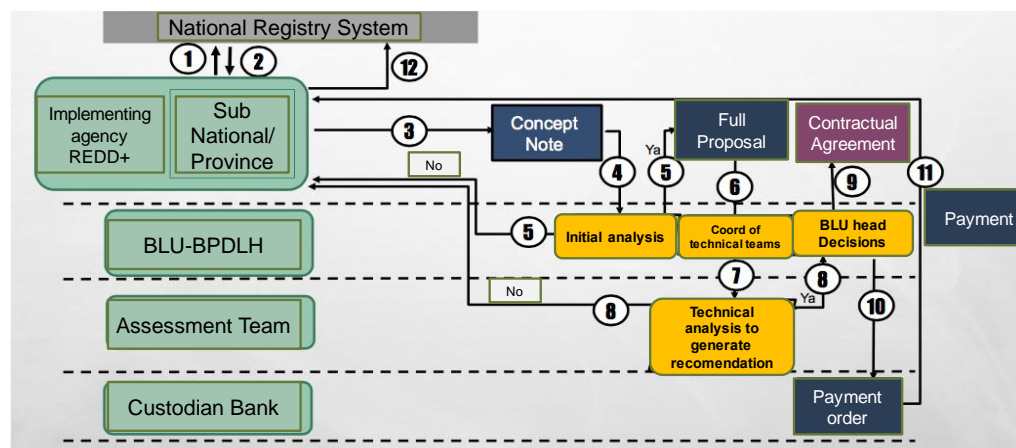 National Registry System
1
2
12
Implementing
agency
REDD+
Sub
National/
Province
3
No
Concept
Note
4
Ya
5
Full
Proposal
6
Contractual
Agreement
9
11
Payment
BLU-BPDLH
5
Initial analysis
Coord of
technical teams
BLU head
Decisions
7
8
Ya
10
No
8
Assessment Team
Technical
analysis to
generate
recomendation
Custodian Bank
Payment
order